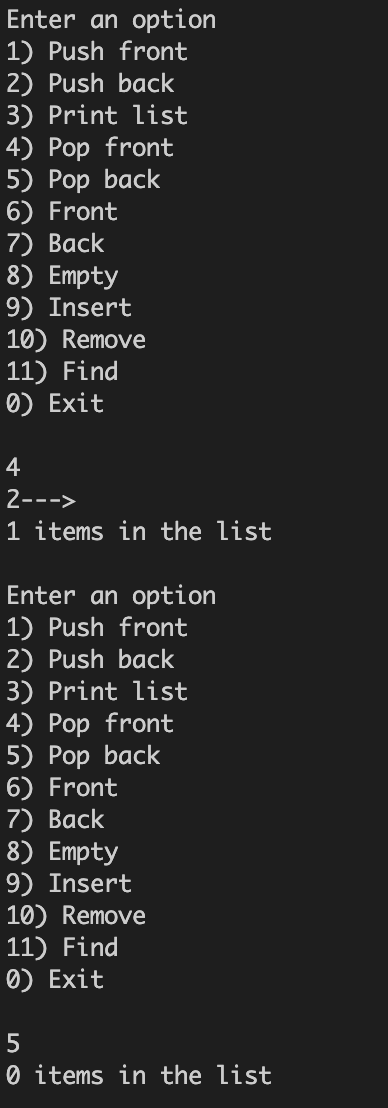 Enter an option
1) Push front
2) Push back
3) Print list
4) Pop front
5) Pop back
6) Front
7) Back
8) Empty
9) Insert
10) Remove
11) Find
0) Exit
4
2--->
1 items in the list
Enter an option
1) Push front
2) Push back
3) Print list
4) Pop front
5) Pop back
6) Front
7) Back
8) Empty
9) Insert
10) Remove
11) Find
0) Exit
5
0 items in the list